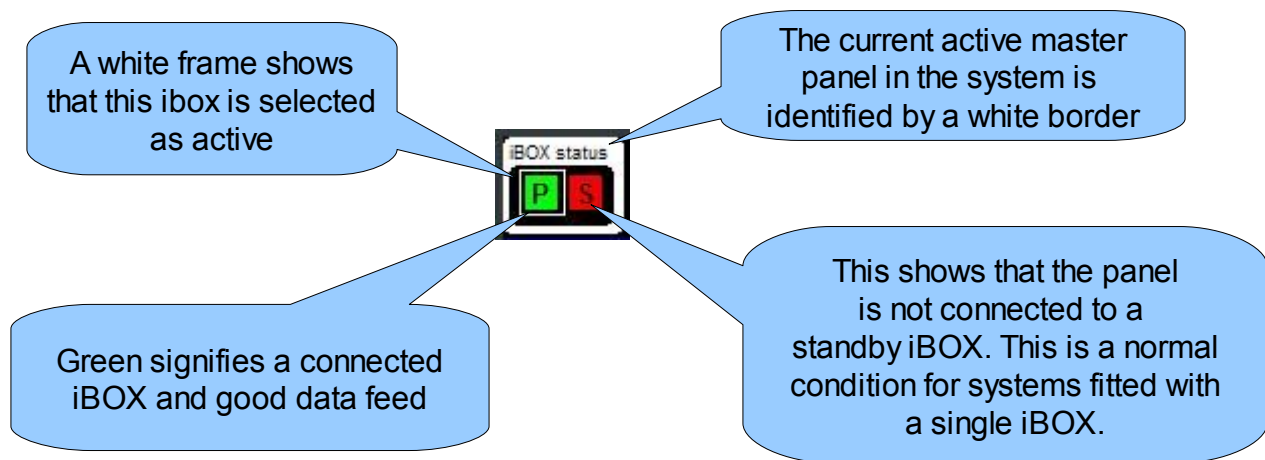 A white frame shows
that this ibox is selected
as active
The current active master
panel in the system is
identified by a white border
iBOX status
P S
Green signifies a connected
iBOX and good data feed
This shows that the panel
is not connected to a
standby iBOX. This is a normal
condition for systems fitted with
a single iBOX.